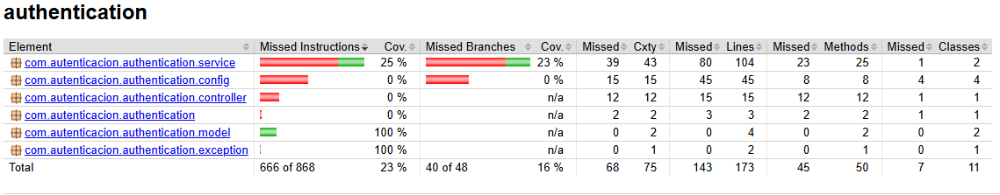 authentication
Element Missed Instructions Cov. Missed Branches Cov. Missed Cxty Missed Lines Missed Methods Missed Classes
com.autenticacion.authentication.service 25 % 23 % 39 43 80 104 23 25 1 2
com.autenticacion.authentication.config 0 % 0 % 15 15 45 45 8 8 4 4
com.autenticacion.authentication.controller 0 % n/a 12 12 15 15 12 12 1 1
com.autenticacion.authentication 0 % n/a 2 2 3 3 2 2 1 1
com.autenticacion.authentication.model 100 % n/a 0 2 0 4 0 2 0 2
com.autenticacion.authentication.exception 100 % n/a 0 1 0 2 0 1 0 1
Total 666 of 868 23 % 40 of 48 16 % 68 75 143 173 45 50 7 11